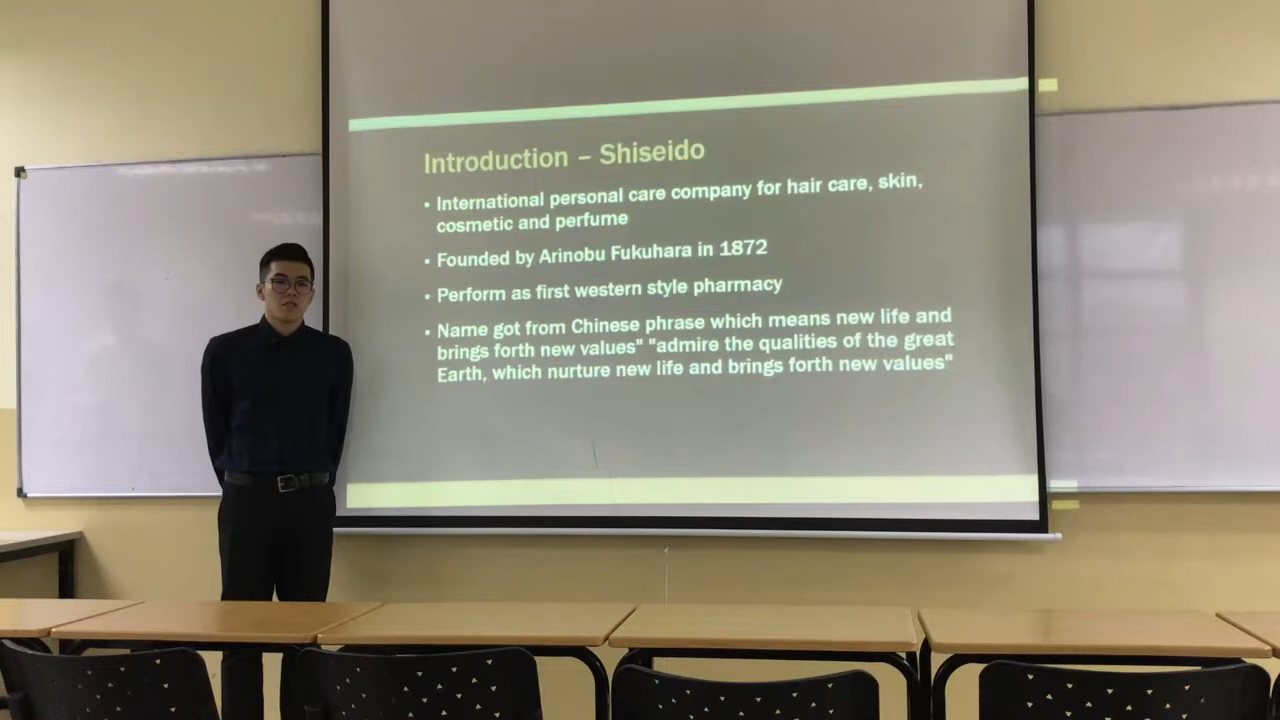 Introduction – Shiseido
▪ International personal care company for hair care, skin,
cosmetic and perfume
▪ Founded by Arinobu Fukuhara in 1872
▪ Perform as first western style pharmacy
▪ Name got from Chinese phrase which means new life and
brings forth new values" "admire the qualities of the great
Earth, which nurture new life and brings forth new values"